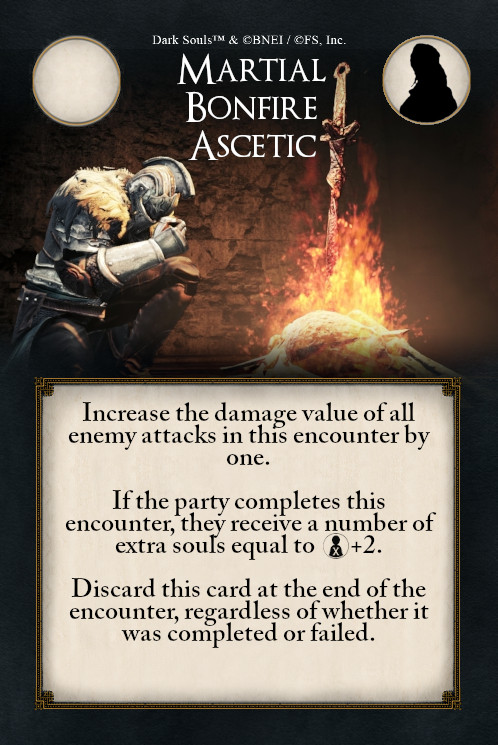 Dark Souls™ & ©BNEI / ©FS, Inc.
Martial
Bonfire
Ascetic
Increase the damage value of all
enemy attacks in this encounter by
one.
If the party completes this
encounter, they receive a number of
extra souls equal to x+2.
Discard this card at the end of the
encounter, regardless of whether it
was completed or failed.